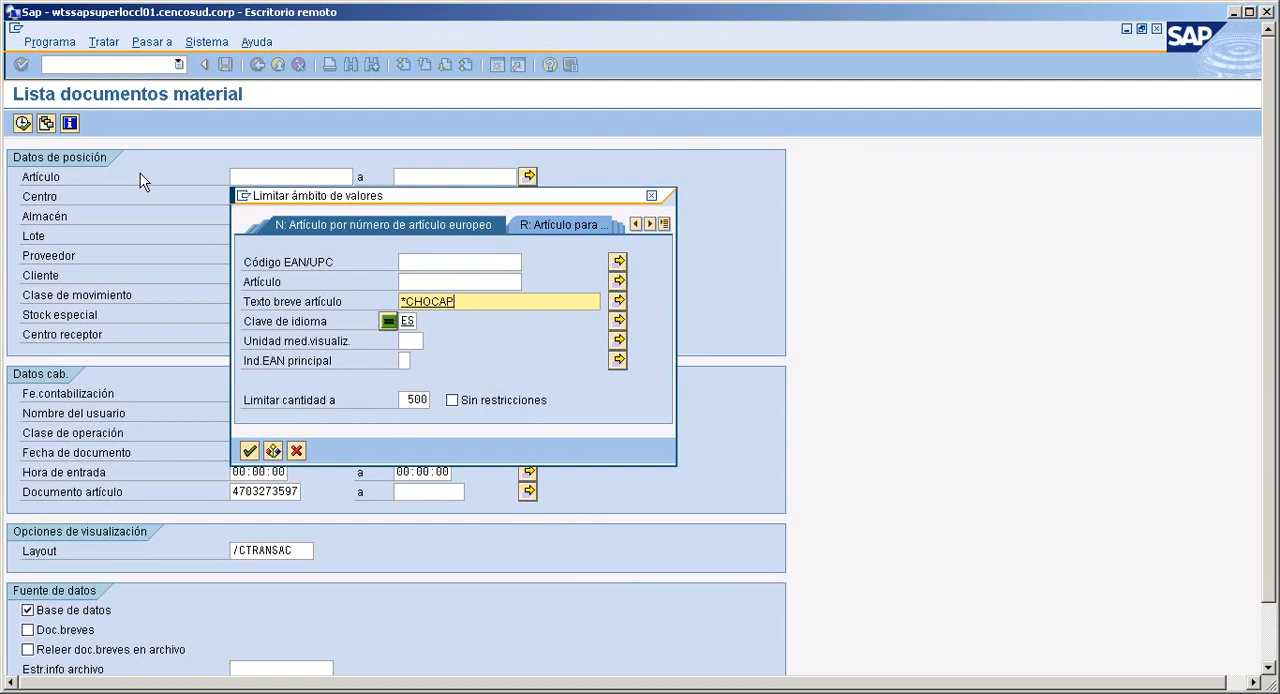 Sap - wtssapsuperloccl01.cencosud.corp - Escritorio remoto
Programa Tratar Pasar a Sistema Ayuda
SAP
Lista documentos material
Datos de posición
Artículo a
Centro
Almacén
Lote
Proveedor
Cliente
Clase de movimiento
Stock especial
Centro receptor
Limitar ámbito de valores
N: Artículo por número de artículo europeo R: Artículo para ...
Código EAN/UPC
Artículo
Texto breve artículo *CHOCAP
Clave de idioma ES
Unidad med.visualiz.
Ind.EAN principal
Limitar cantidad a 500 Sin restricciones
Datos cab.
Fe.contabilización
Nombre del usuario
Clase de operación
Fecha de documento
Hora de entrada 00:00:00 a 00:00:00
Documento artículo 4703273597 a
Opciones de visualización
Layout /CTRANSAC
Fuente de datos
Base de datos
Doc.breves
Releer doc.breves en archivo
Estr.info archivo